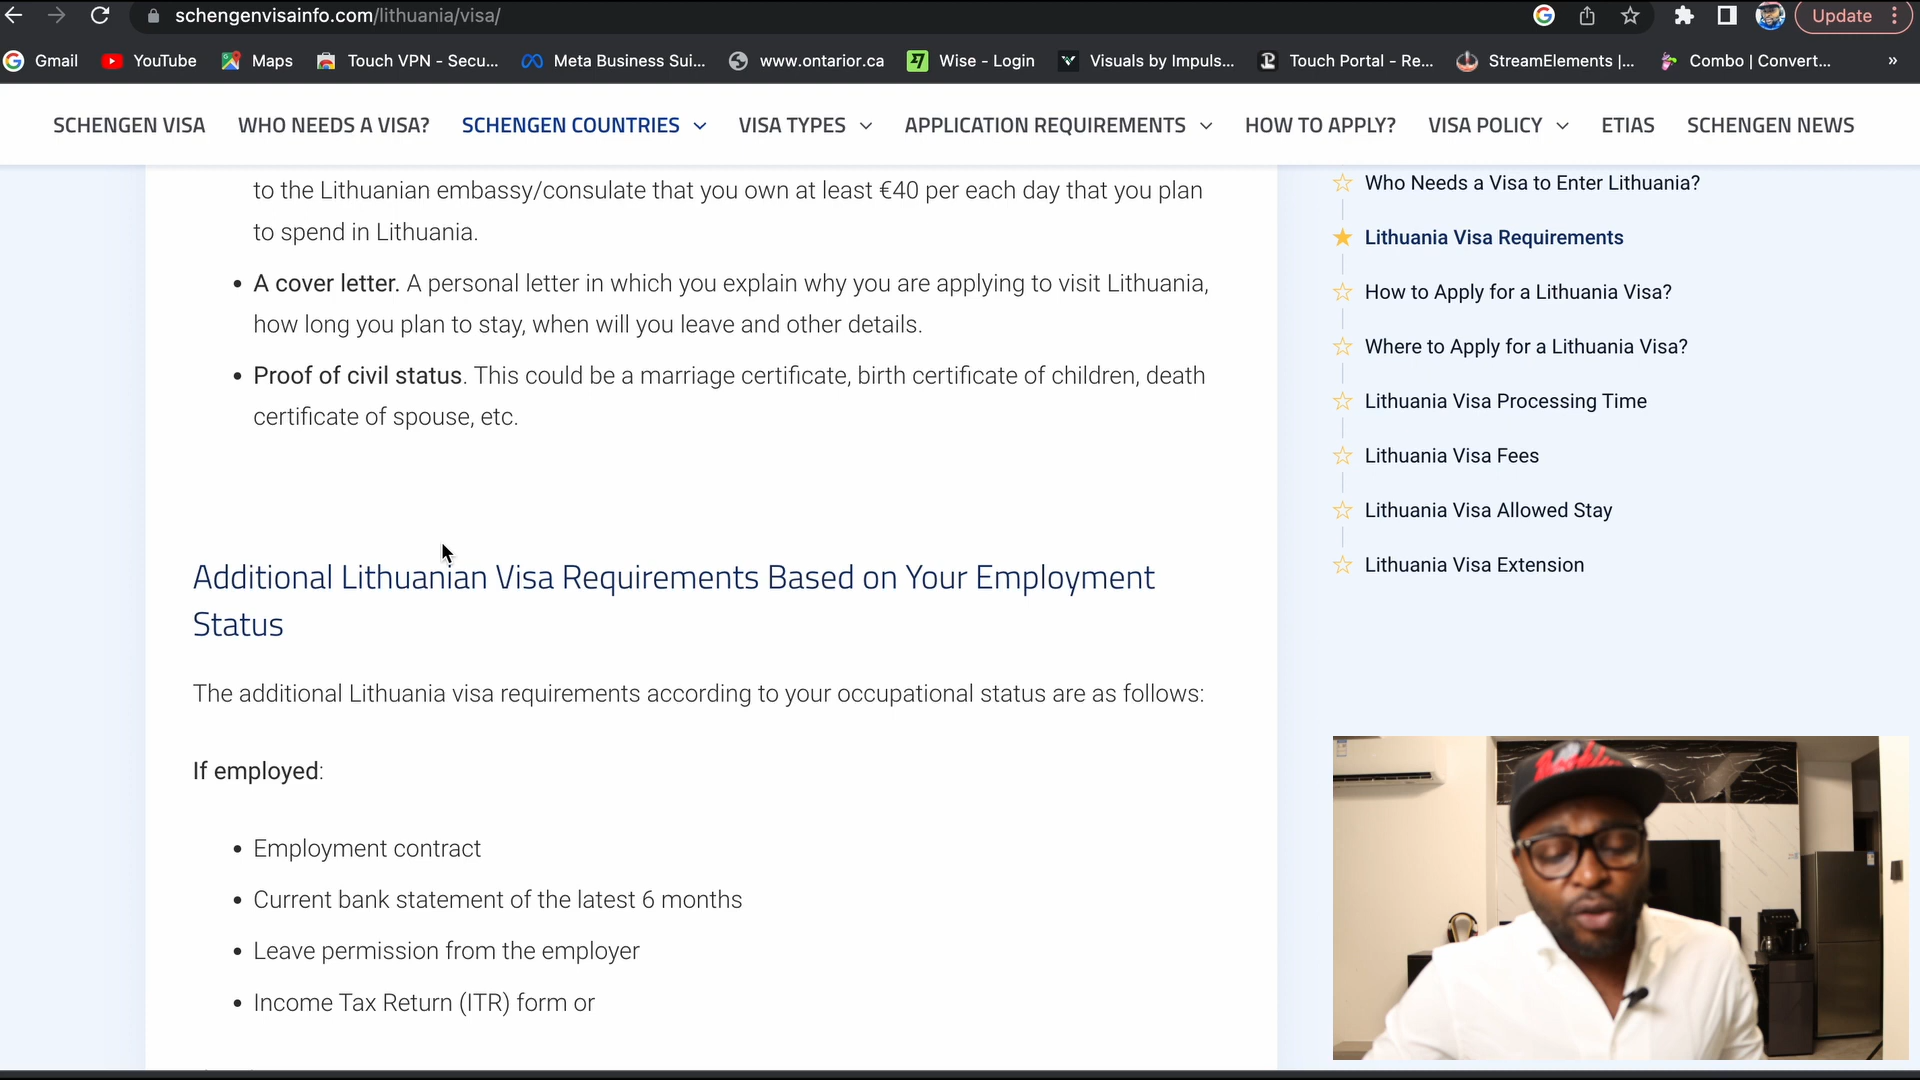 schengenvisainfo.com/lithuania/visa/
Update
Gmail
YouTube
Maps
Touch VPN - Secu...
Meta Business Sui...
www.ontarior.ca
Wise - Login
Visuals by Impuls...
Touch Portal - Re...
StreamElements |...
Combo | Convert...
»
SCHENGEN VISA
WHO NEEDS A VISA?
SCHENGEN COUNTRIES
VISA TYPES
APPLICATION REQUIREMENTS
HOW TO APPLY?
VISA POLICY
ETIAS
SCHENGEN NEWS
to the Lithuanian embassy/consulate that you own at least €40 per each day that you plan
to spend in Lithuania.
• A cover letter. A personal letter in which you explain why you are applying to visit Lithuania,
how long you plan to stay, when will you leave and other details.
• Proof of civil status. This could be a marriage certificate, birth certificate of children, death
certificate of spouse, etc.
Additional Lithuanian Visa Requirements Based on Your Employment
Status
The additional Lithuania visa requirements according to your occupational status are as follows:
If employed:
• Employment contract
• Current bank statement of the latest 6 months
• Leave permission from the employer
• Income Tax Return (ITR) form or
Who Needs a Visa to Enter Lithuania?
Lithuania Visa Requirements
How to Apply for a Lithuania Visa?
Where to Apply for a Lithuania Visa?
Lithuania Visa Processing Time
Lithuania Visa Fees
Lithuania Visa Allowed Stay
Lithuania Visa Extension